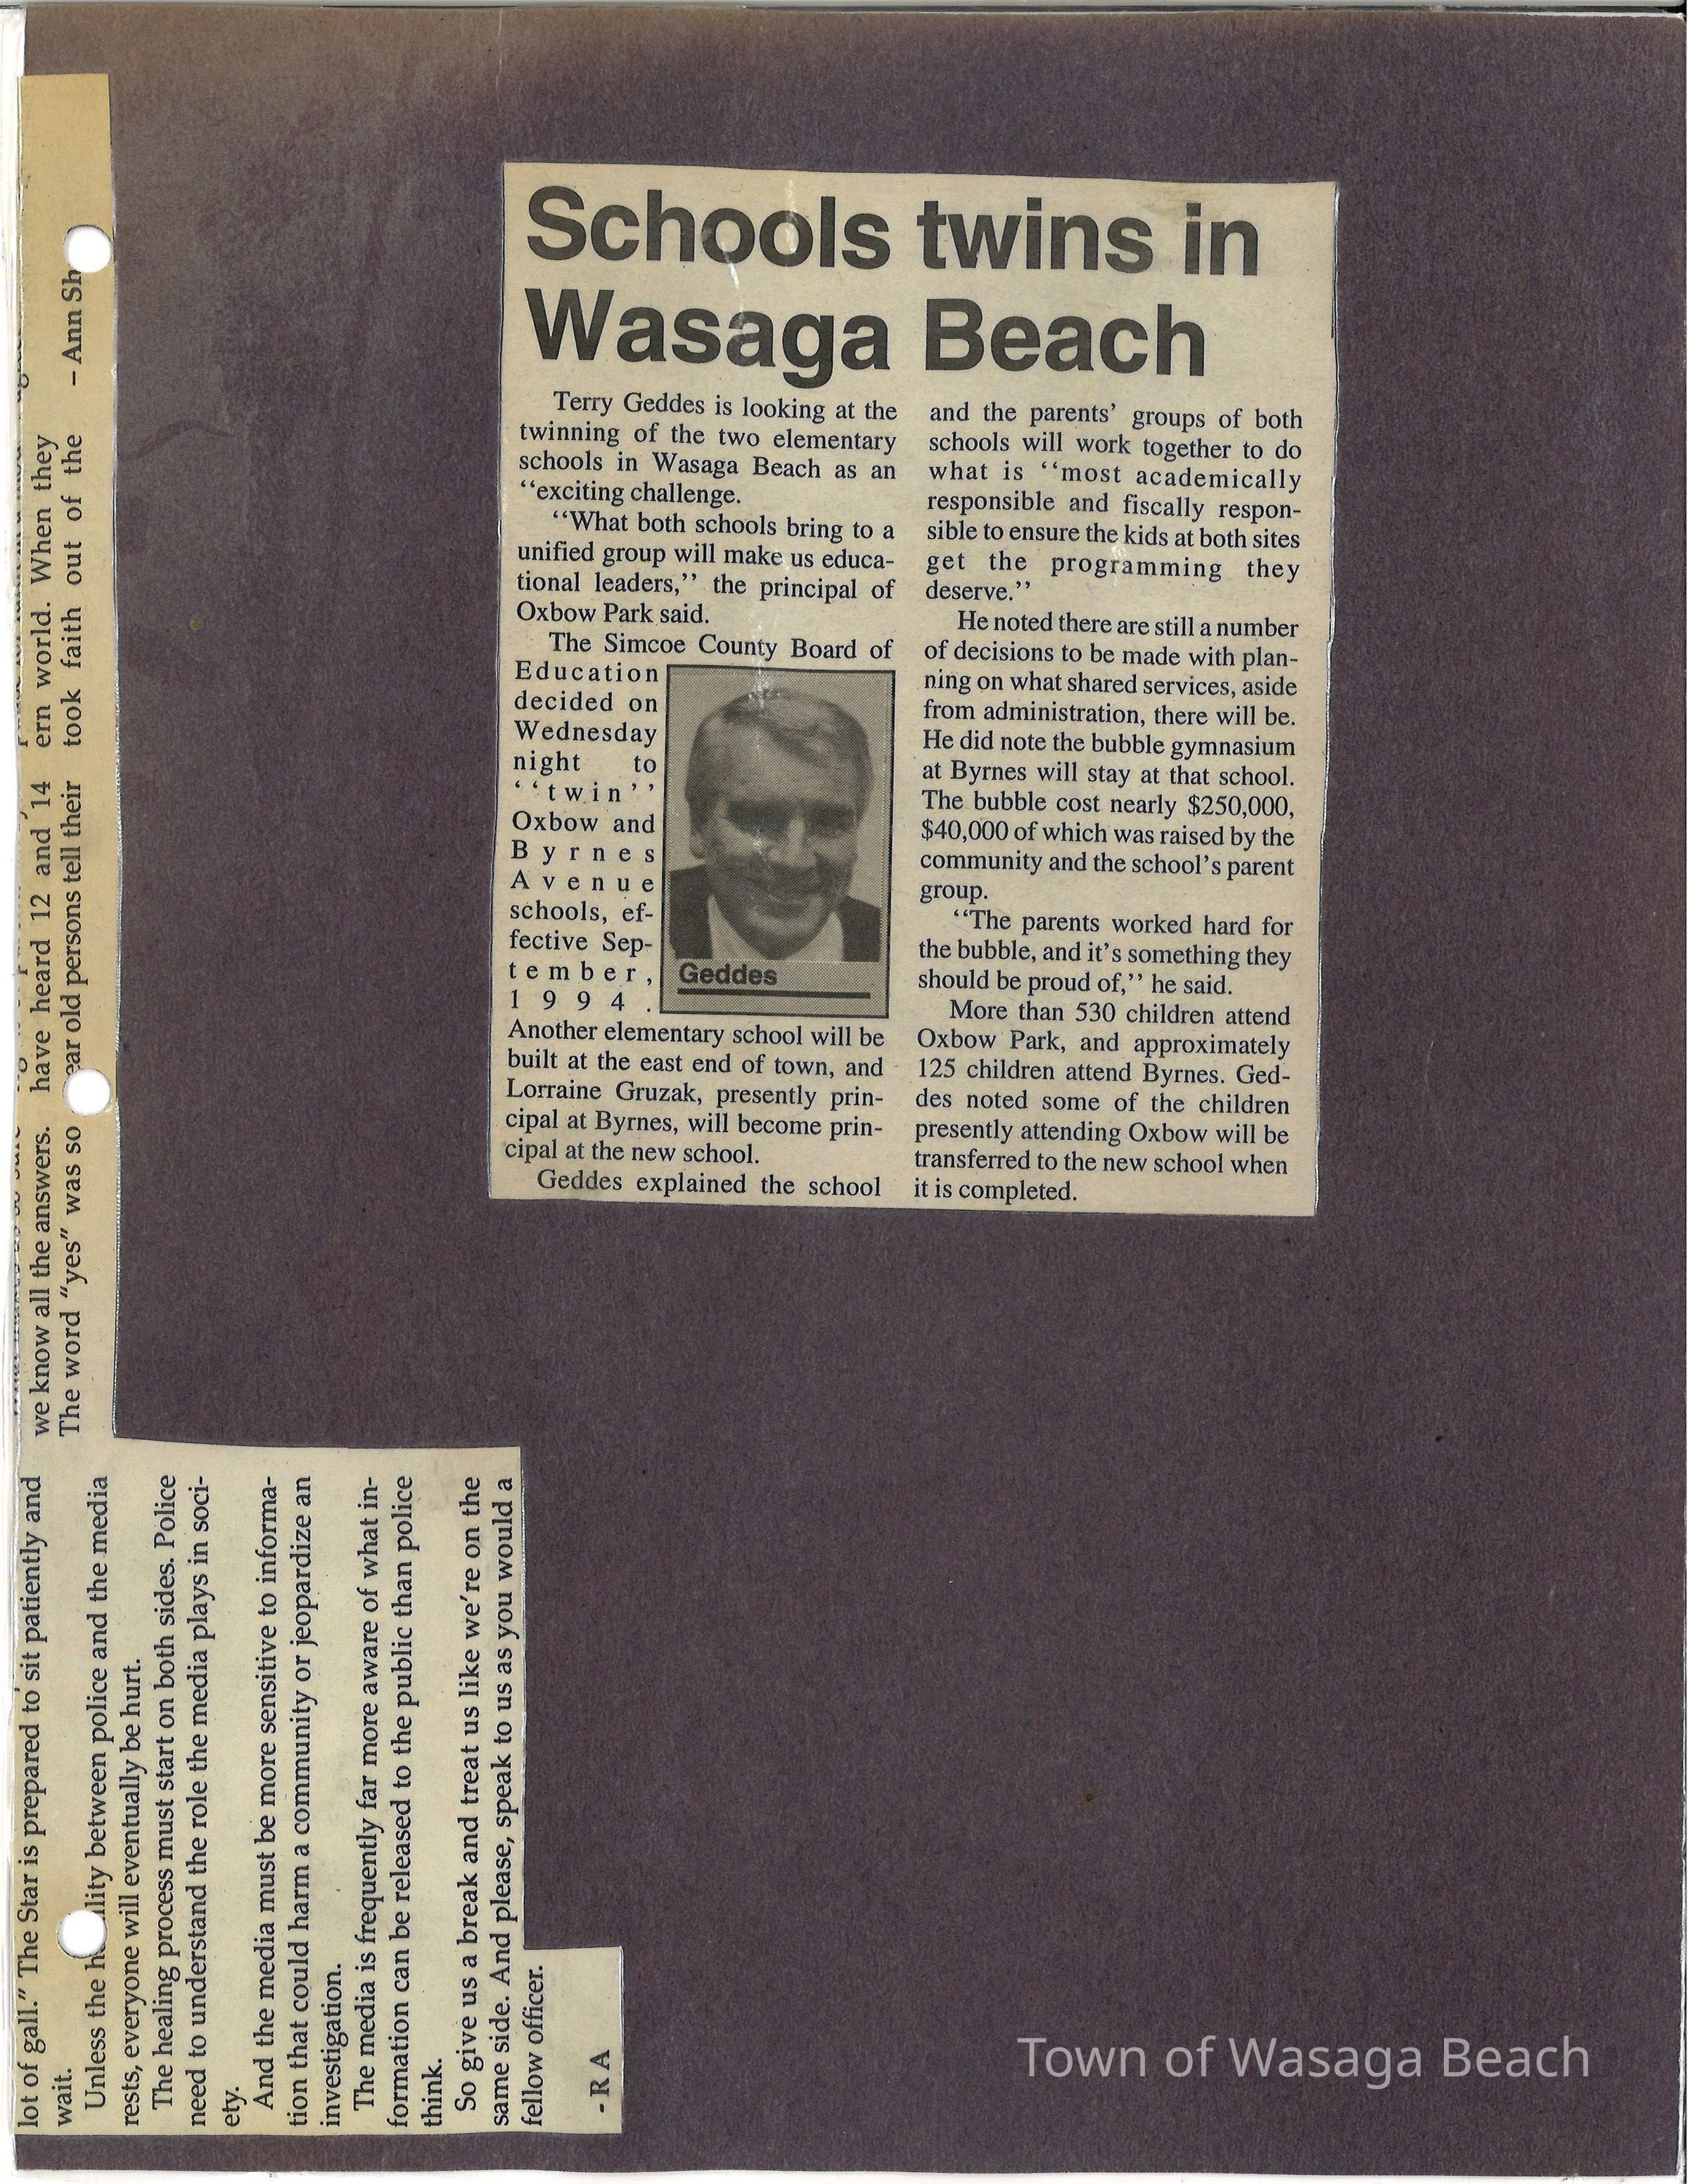 Schools twins in
Wasaga Beach
Terry Geddes is looking at the
twinning of the two elementary
schools in Wasaga Beach as an
‘‘exciting challenge.
‘‘What both schools bring to a
unified group will make us educa-
tional leaders,’’ the principal of
Oxbow Park said.
The Simcoe County Board of
Education
decided on
Wednesday
night to
‘‘twin’’
Oxbow and
Byrnes
Avenue
schools, ef-
fective Sep-
tember,
1994.
Geddes
Another elementary school will be
built at the east end of town, and
Lorraine Gruzak, presently prin-
cipal at Byrnes, will become prin-
cipal at the new school.
Geddes explained the school
and the parents’ groups of both
schools will work together to do
what is ‘‘most academically
responsible and fiscally respon-
sible to ensure the kids at both sites
get the programming they
deserve.’’
He noted there are still a number
of decisions to be made with plan-
ning on what shared services, aside
from administration, there will be.
He did note the bubble gymnasium
at Byrnes will stay at that school.
The bubble cost nearly $250,000,
$40,000 of which was raised by the
community and the school’s parent
group.
‘‘The parents worked hard for
the bubble, and it’s something they
should be proud of,’’ he said.
More than 530 children attend
Oxbow Park, and approximately
125 children attend Byrnes. Ged-
des noted some of the children
presently attending Oxbow will be
transferred to the new school when
it is completed.
lot of gall.” The Star is prepared to sit patiently and
wait.
Unless the between police and the media
rests, everyone will eventually be hurt.
The healing process must start on both sides. Police
need to understand the role the media plays in soci-
ety.
And the media must be more sensitive to informa-
tion that could harm a community or jeopardize an
investigation.
The media is frequently far more aware of what in-
formation can be released to the public than police
think.
So give us a break and treat us like we’re on the
same side. And please, speak to us as you would a
fellow officer.
- R A
we know all the answers. have heard 12 and 14 ern world. When they
The word “yes” was so ear old persons tell their took faith out of the
– Ann Sh
Town of Wasaga Beach